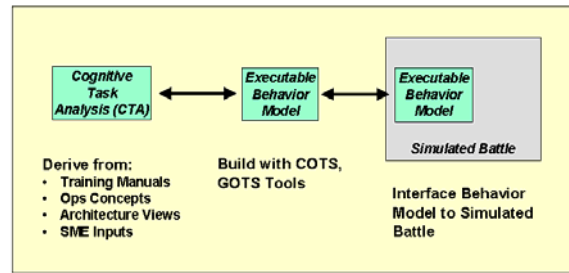 Cognitive
Task
Analysis (CTA)
Executable
Behavior
Model
Executable
Behavior
Model
Simulated Battle
Derive from:
• Training Manuals
• Ops Concepts
• Architecture Views
• SME Inputs
Build with COTS,
GOTS Tools
Interface Behavior
Model to Simulated
Battle